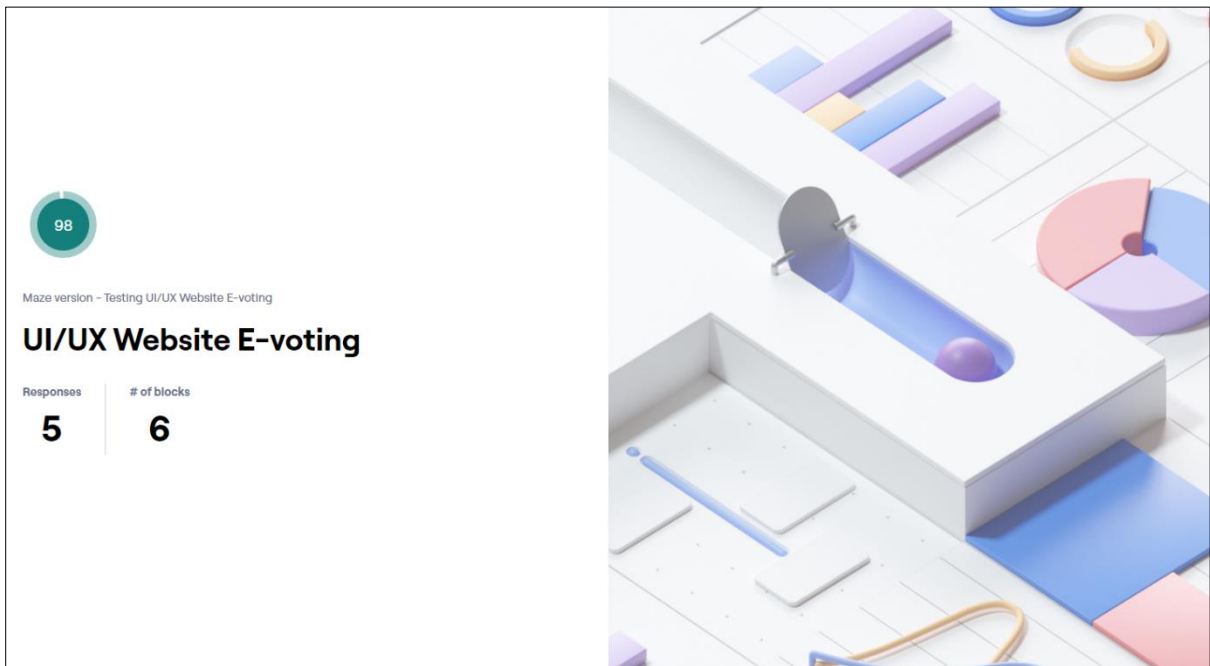 98
Maze version - Testing UI/UX Website E-voting
UI/UX Website E-voting
Responses # of blocks
5 6